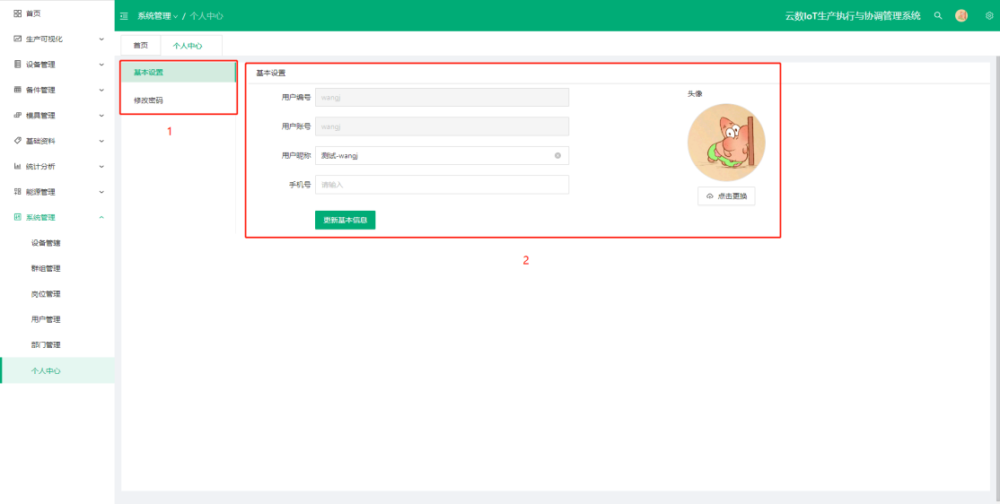 首页
生产可视化
设备管理
备件管理
模具管理
基础资料
统计分析
能源管理
系统管理
设备管辖
群组管理
岗位管理
用户管理
部门管理
个人中心
系统管理 / 个人中心
云数IoT生产执行与协调管理系统
首页
个人中心
基本设置
修改密码
1
基本设置
用户编号 wangj
用户账号 wangj
用户昵称 测试-wangj
手机号 请输入
更新基本信息
头像
点击更换
2